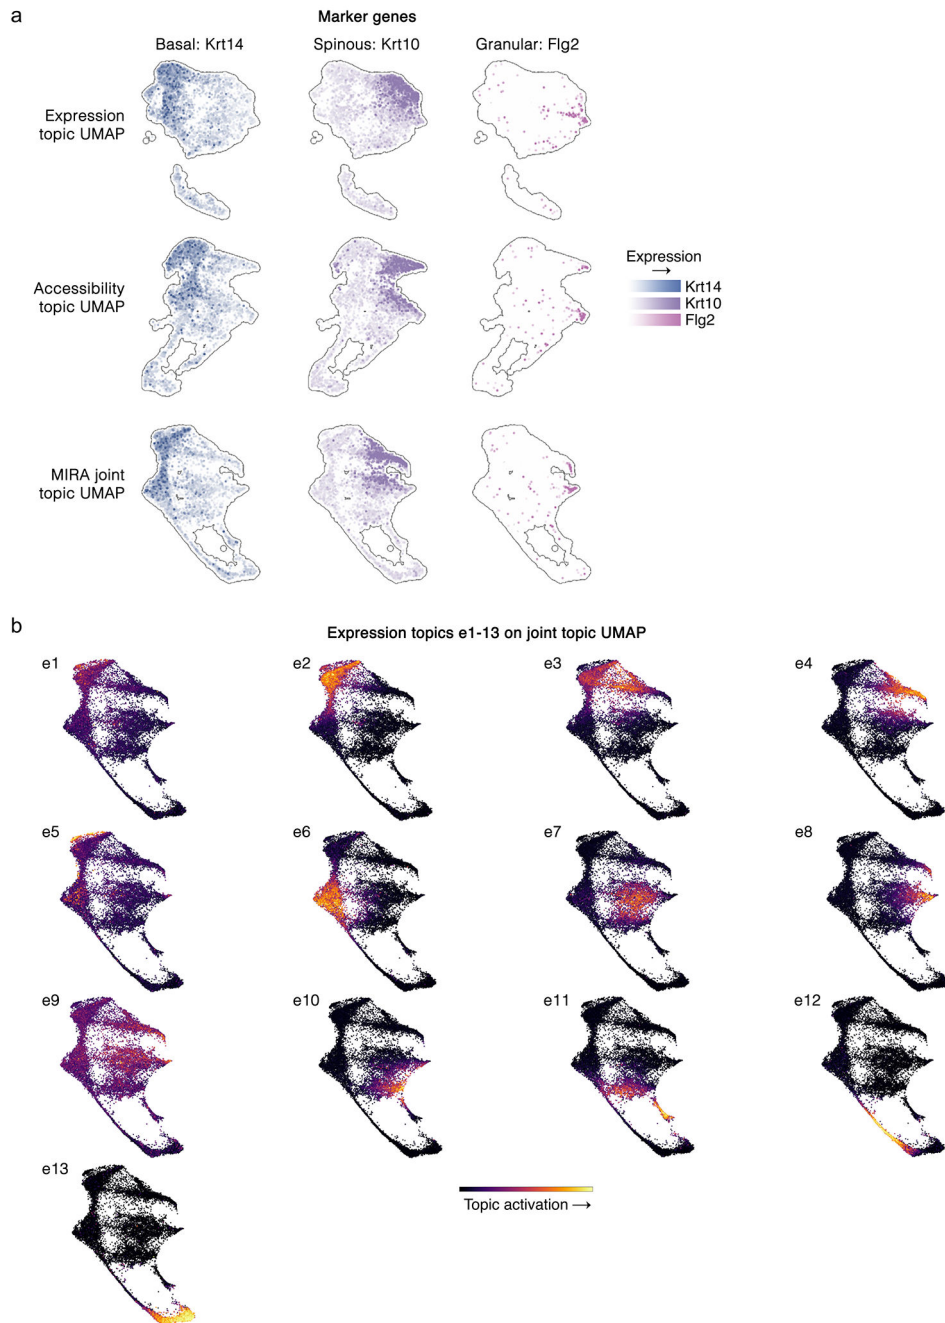 a
Marker genes
Basal: Krt14
Spinous: Krt10
Granular: Flg2
Expression
topic UMAP
Accessibility
topic UMAP
MIRA joint
topic UMAP
Expression
→
Krt14
Krt10
Flg2
b
Expression topics e1-13 on joint topic UMAP
e1
e2
e3
e4
e5
e6
e7
e8
e9
e10
e11
e12
e13
Topic activation →